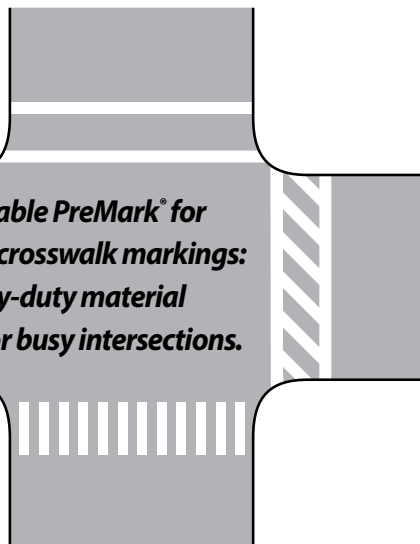 able PreMark® for
crosswalk markings:
y-duty material
r busy intersections.